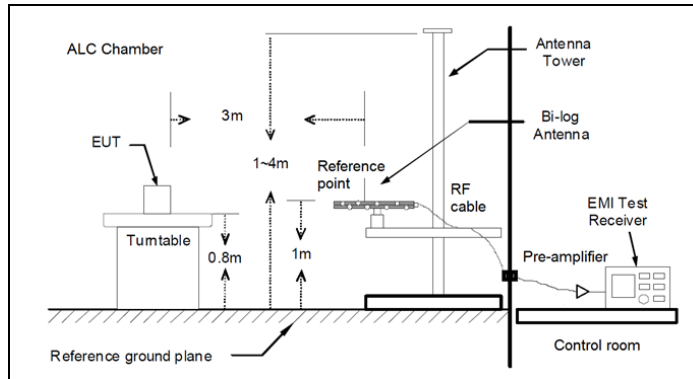 ALC Chamber
Antenna
Tower
3m
Bi-log
Antenna
EUT
1~4m
Reference
point
RF
cable
EMI Test
Receiver
Turntable
0.8m
1m
Pre-amplifier
Reference ground plane
Control room